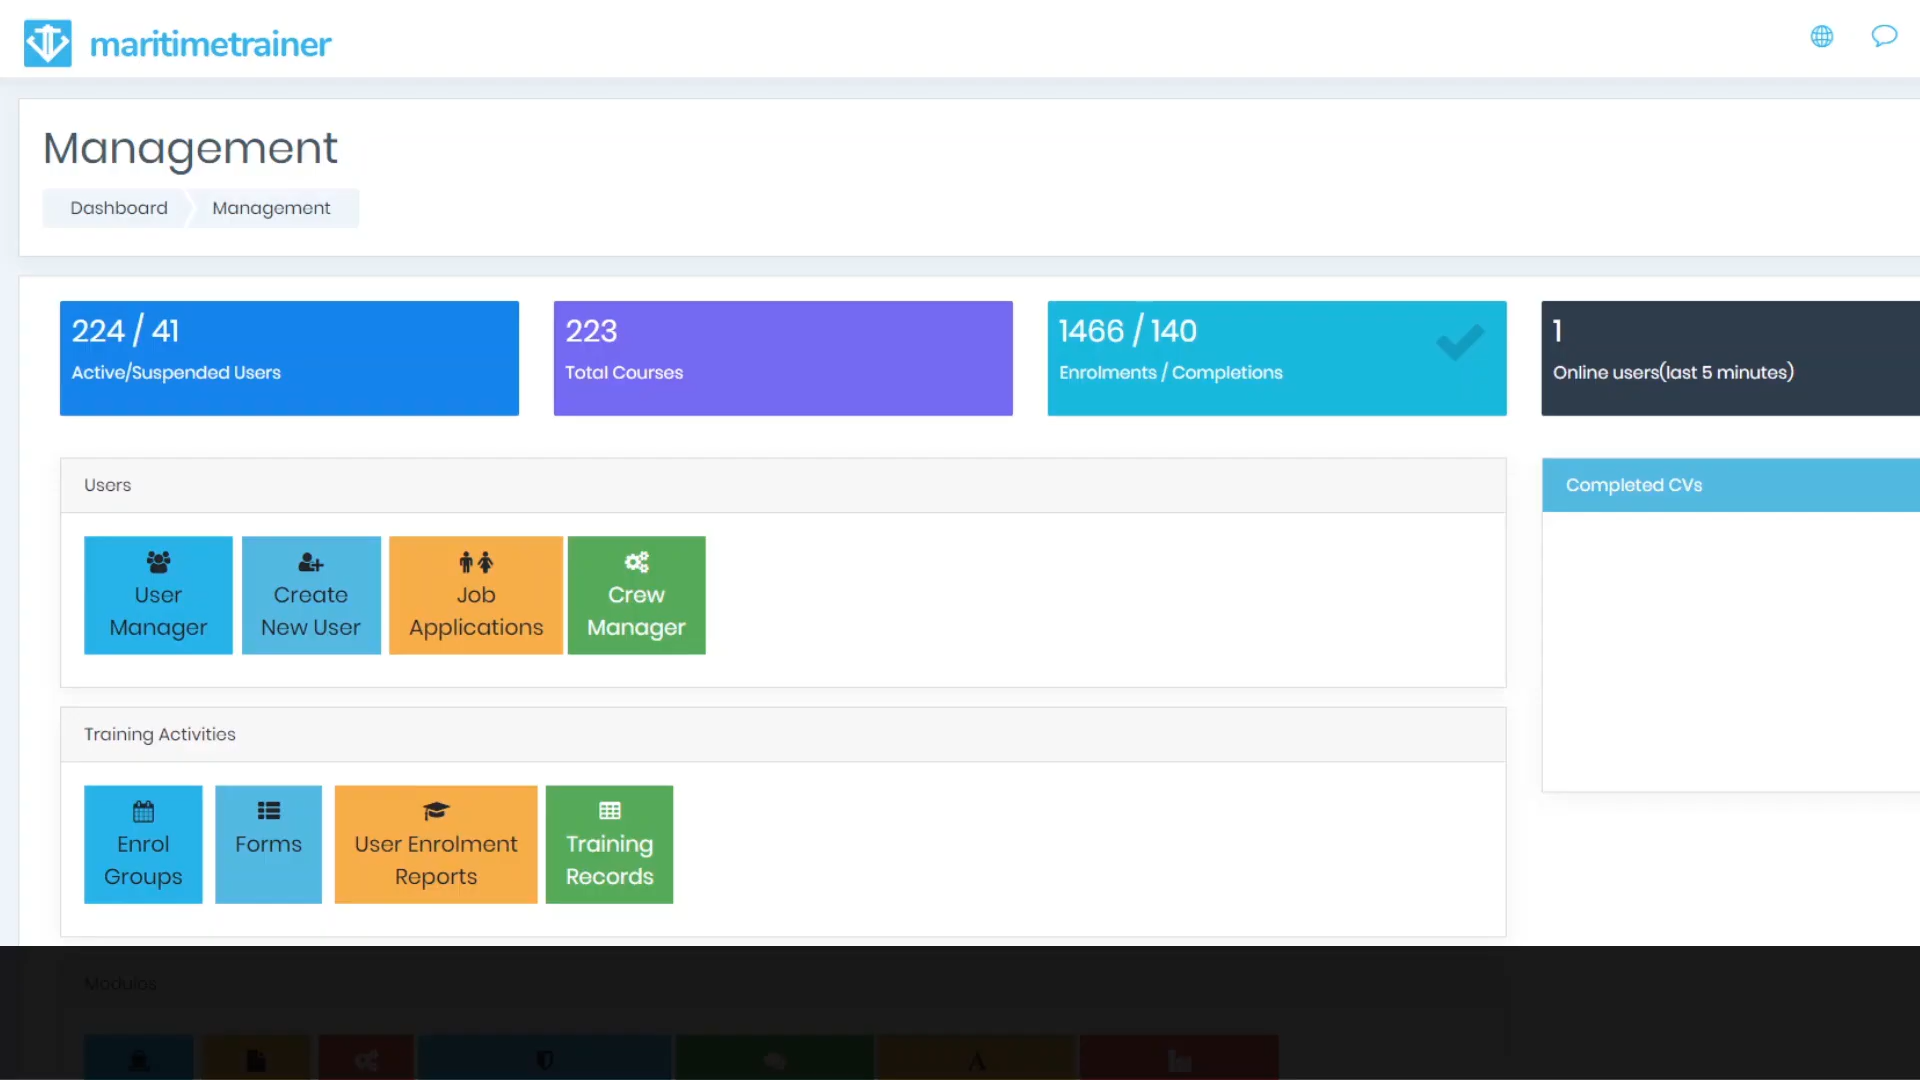 maritimetrainer
Management
Dashboard
Management
224 / 41
Active/Suspended Users
223
Total Courses
1466 / 140
Enrolments / Completions
1
Online users(last 5 minutes)
Users
User
Manager
Create
New User
Job
Applications
Crew
Manager
Completed CVs
Training Activities
Enrol
Groups
Forms
User Enrolment
Reports
Training
Records
Modules